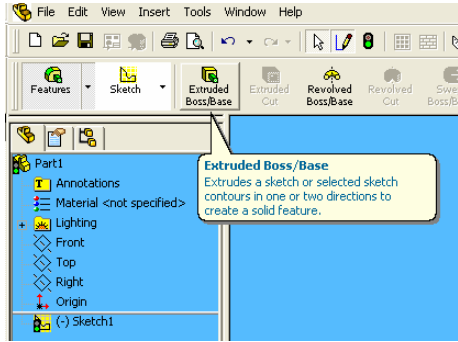 File Edit View Insert Tools Window Help
Features Sketch Extruded Boss/Base Extruded Cut Revolved Boss/Base Revolved Cut Boss/B
Part1
Annotations
Material <not specified>
Lighting
Front
Top
Right
Origin
(-) Sketch1
Extruded Boss/Base
Extrudes a sketch or selected sketch
contours in one or two directions to
create a solid feature.